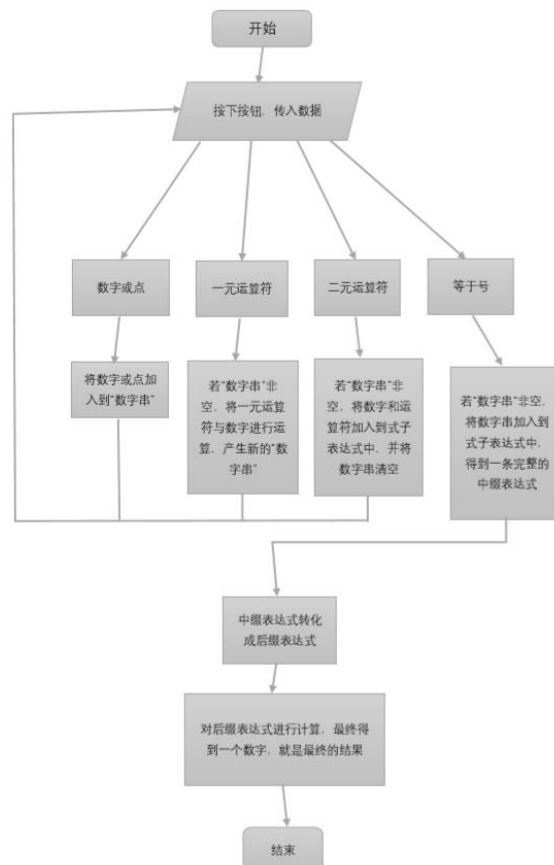 开始
按下按钮，传入数据
数字或点
一元运算符
二元运算符
等于号
将数字或点加
入到“数字串”
若“数字串”非
空，将一元运算
符与数字进行运
算，产生新的“数
字串”
若“数字串”非
空，将数字和运
算符加入到式子
表达式中，并将
数字串清空
若“数字串”非空，
将数字串加入到
式子表达式中，
得到一条完整的
中缀表达式
中缀表达式转化
成后缀表达式
对后缀表达式进行计算，最终得
到一个数字，就是最终的结果
结束